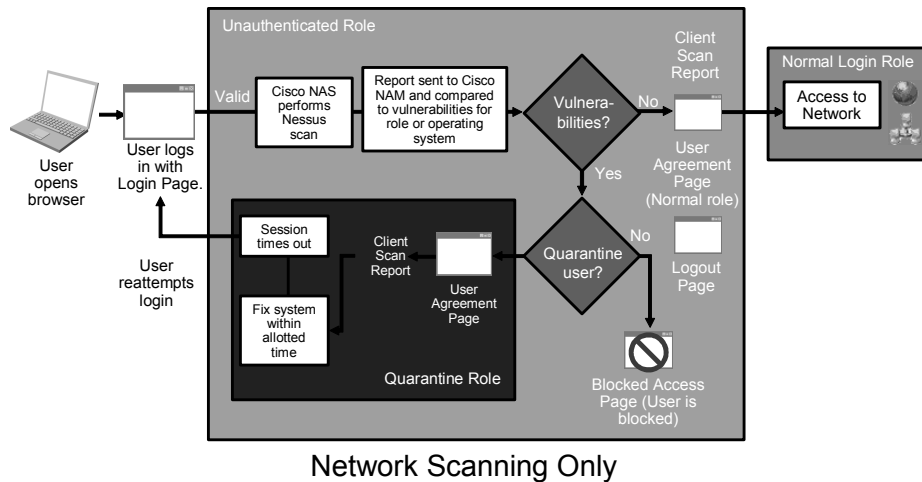 Unauthenticated Role
Client
Scan
Report
Normal Login Role
User
opens
browser
User logs
in with
Login Page.
Valid
Cisco NAS
performs
Nessus
scan
Report sent to Cisco
NAM and compared
to vulnerabilities for
role or operating
system
Vulnera-
bilities?
No
Yes
User
Agreement
Page
(Normal role)
Access to
Network
Quarantine
user?
No
Logout
Page
Blocked Access
Page (User is
blocked)
User
Agreement
Page
Client
Scan
Report
Fix system
within
allotted
time
Session
times out
Quarantine Role
User
reattempts
login
Network Scanning Only